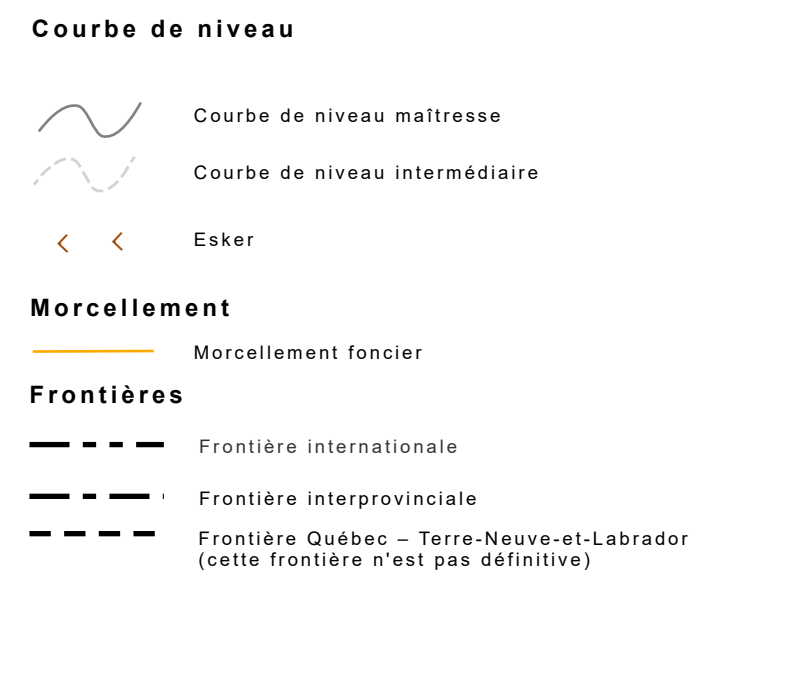 Courbe de niveau
Courbe de niveau maîtresse
Courbe de niveau intermédiaire
Esker
Morcellement
Morcellement foncier
Frontières
Frontière internationale
Frontière interprovinciale
Frontière Québec – Terre-Neuve-et-Labrador
(cette frontière n'est pas définitive)